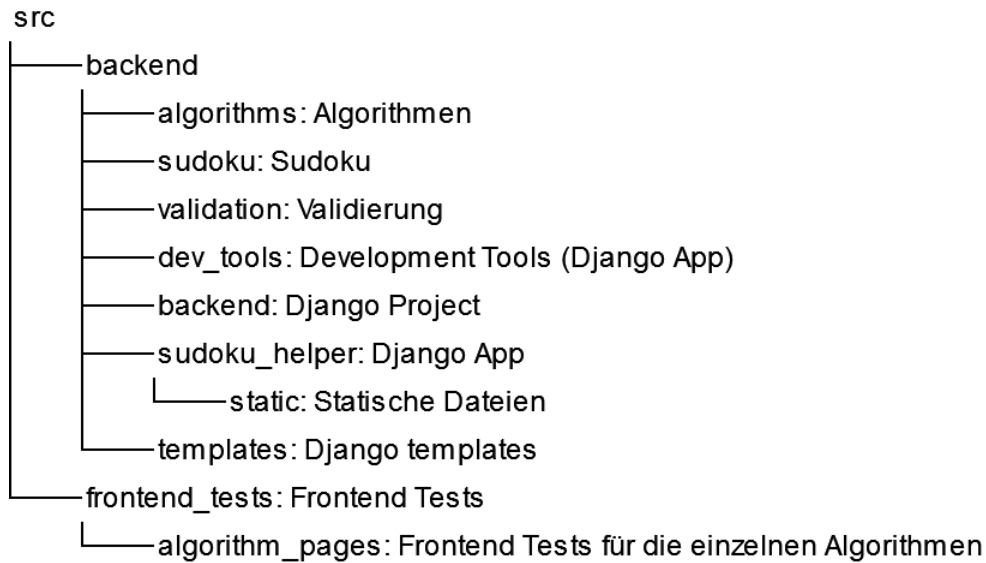 src
backend
algorithms: Algorithmen
sudoku: Sudoku
validation: Validierung
dev_tools: Development Tools (Django App)
backend: Django Project
sudoku_helper: Django App
static: Statische Dateien
templates: Django templates
frontend_tests: Frontend Tests
algorithm_pages: Frontend Tests für die einzelnen Algorithmen